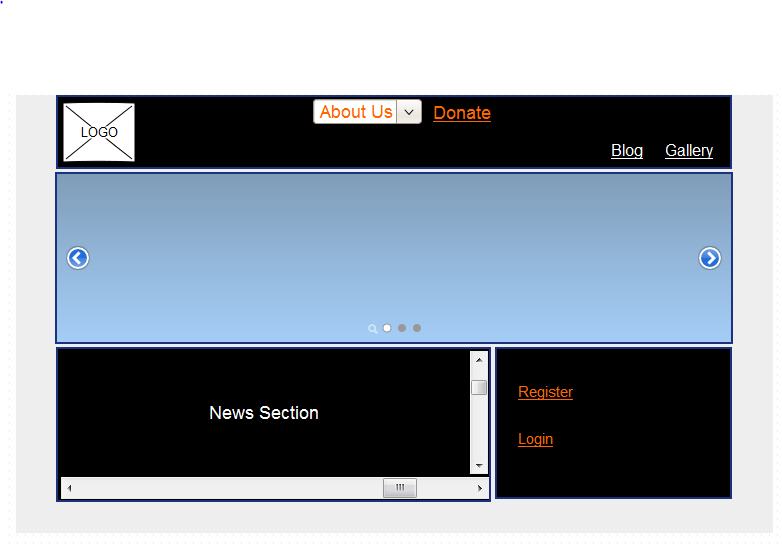 LOGO
About Us
Donate
Blog
Gallery
News Section
Register
Login